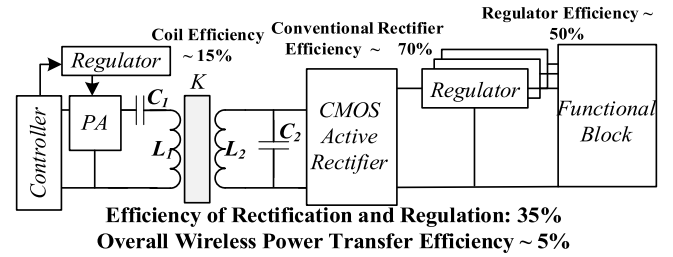 Regulator Efficiency ~
50%
Conventional Rectifier
Efficiency ~ 70%
Coil Efficiency
~ 15%
Regulator
K
C1
PA
Controller
L1
L2
C2
CMOS
Active
Rectifier
Regulator
Functional
Block
Efficiency of Rectification and Regulation: 35%
Overall Wireless Power Transfer Efficiency ~ 5%